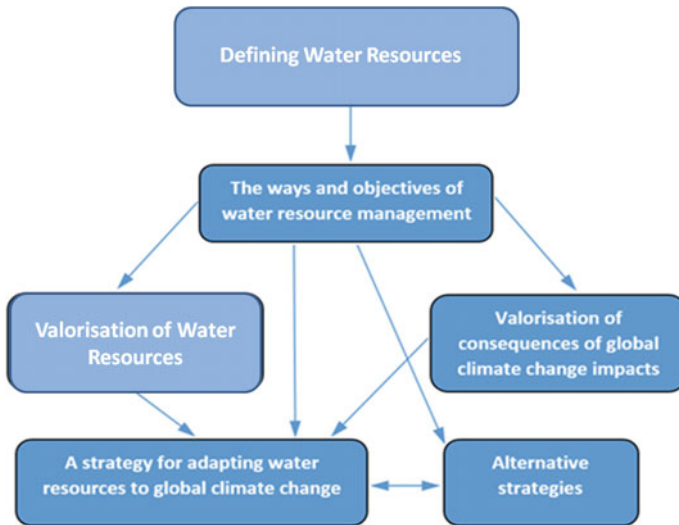 Defining Water Resources
The ways and objectives of
water resource management
Valorisation of Water
Resources
Valorisation of
consequences of global
climate change impacts
A strategy for adapting water
resources to global climate change
Alternative
strategies